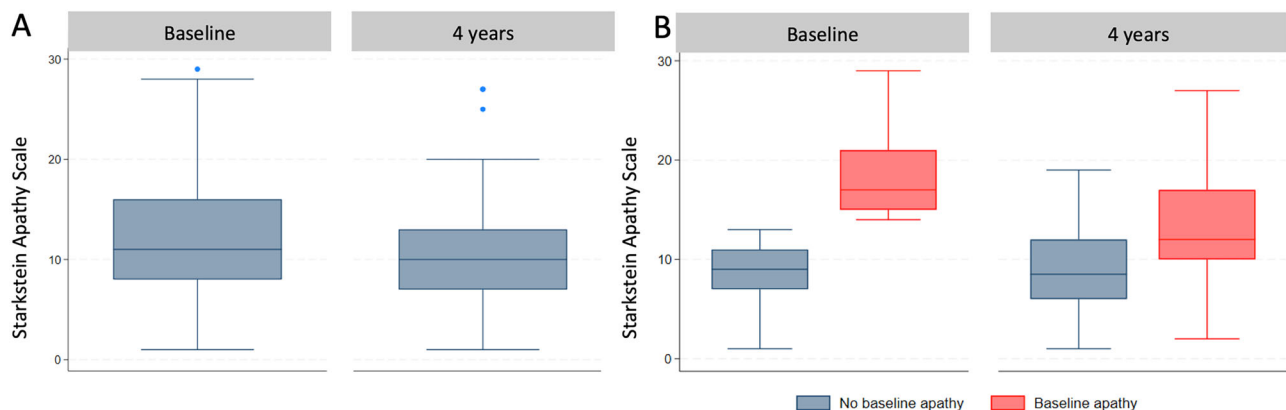 A
Baseline
4 years
Starkstein Apathy Scale
30
20
10
0
B
Baseline
4 years
Starkstein Apathy Scale
30
20
10
0
No baseline apathy
Baseline apathy